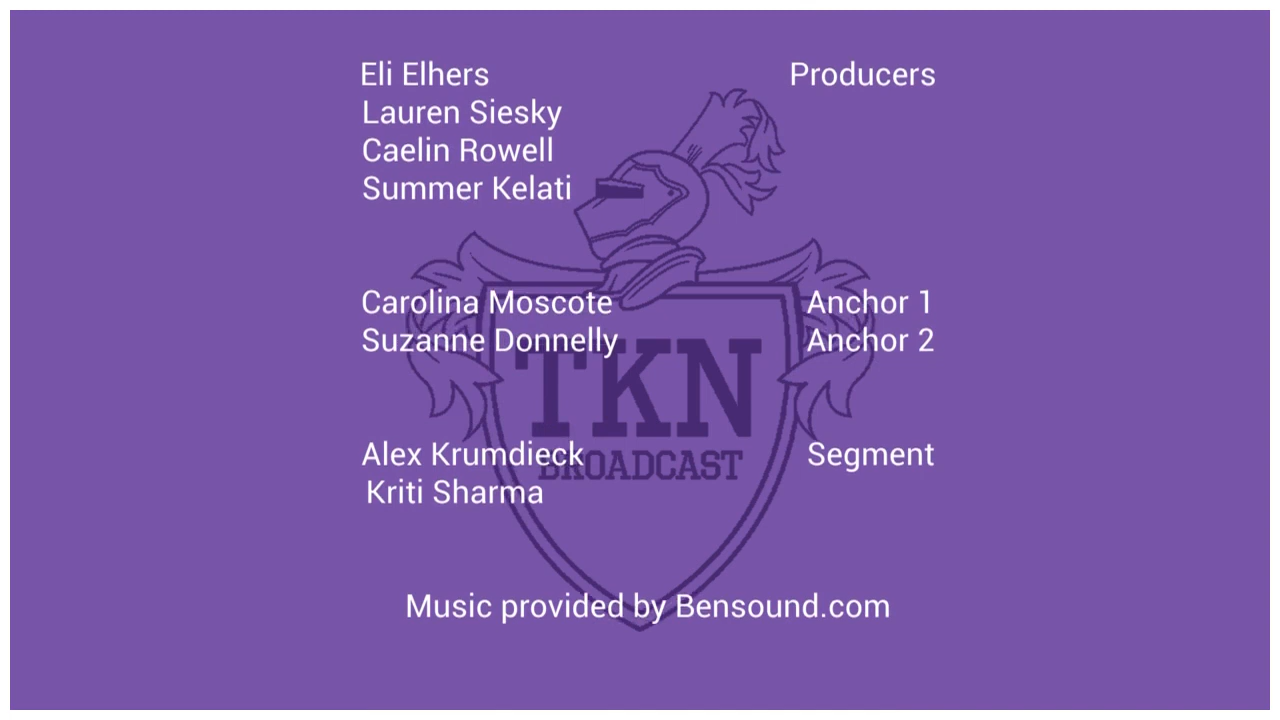 Eli Elhers Producers
Lauren Siesky
Caelin Rowell
Summer Kelati
Carolina Moscote Anchor 1
Suzanne Donnelly Anchor 2
TKN
Alex Krumdieck Segment
BROADCAST
Kriti Sharma
Music provided by Bensound.com